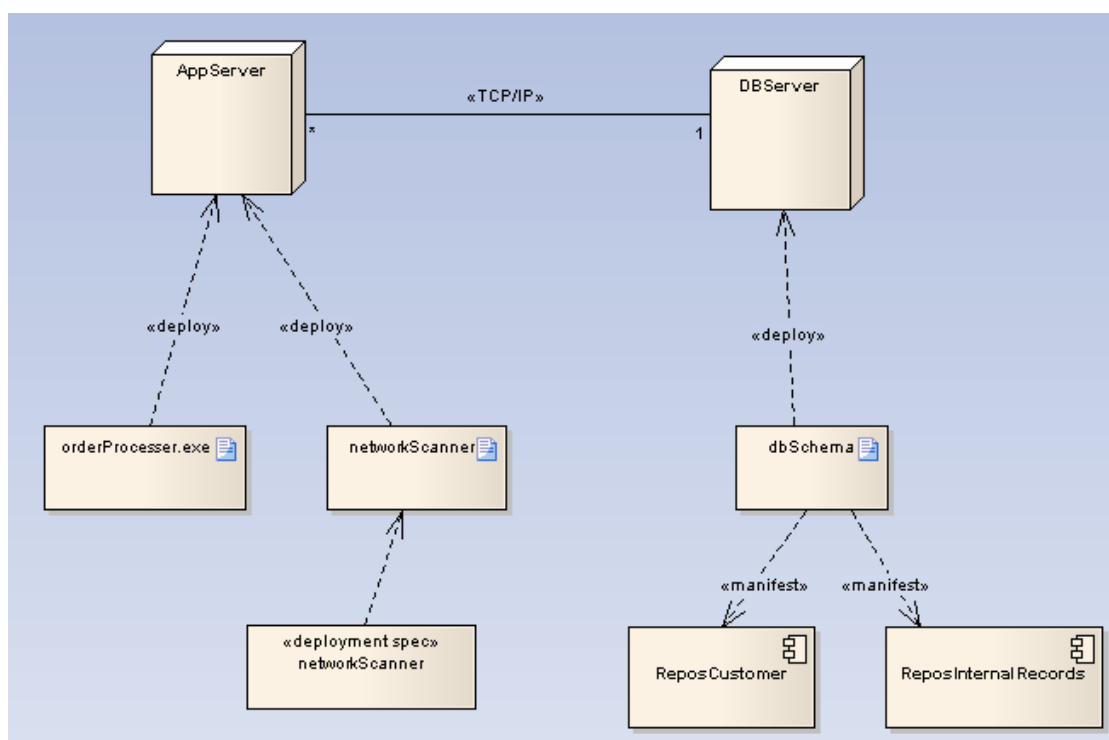 AppServer
DBServer
«TCP/IP»
*
1
«deploy»
«deploy»
«deploy»
orderProcesser.exe
networkScanner
dbSchema
«manifest»
«manifest»
«deployment spec»
networkScanner
ReposCustomer
ReposInternalRecords